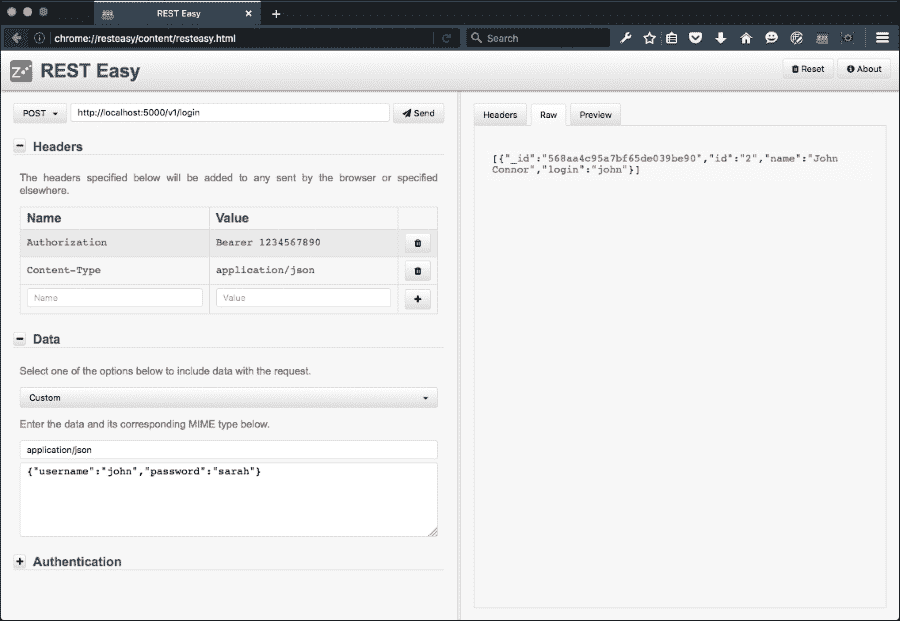 REST Easy
chrome://resteasy/content/resteasy.html
Search
REST Easy
Reset
About
POST
http://localhost:5000/v1/login
Send
Headers
The headers specified below will be added to any sent by the browser or specified
elsewhere.
Name Value
Authorization Bearer 1234567890
Content-Type application/json
Name Value
Data
Select one of the options below to include data with the request.
Custom
Enter the data and its corresponding MIME type below.
application/json
{"username":"john","password":"sarah"}
Authentication
Headers Raw Preview
[{"_id":"568aa4c95a7bf65de039be90","id":"2","name":"John
Connor","login":"john"}]